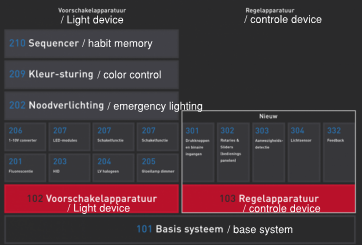 Voorschakelapparatuur
/ Light device
Regelapparatuur
/ controle device
210 Sequencer / habit memory
209 Kleur-sturing / color control
202 Noodverlichting / emergency lighting
Nieuw
206
1-10V converter
207
LED-modules
207
Schakelfunctie
207
Schakelfunctie
301
Drukknoppen en binaire ingangen
302
Rotaries & Sliders (bedienings panelen)
303
Aanwezigheids-detectie
304
Lichtsensor
332
Feedback
201
Fluorescentie
203
HID
204
LV-halogeen
205
Gloeilamp dimmer
102 Voorschakelapparatuur
/ Light device
103 Regelapparatuur
/ controle device
101 Basis systeem / base system